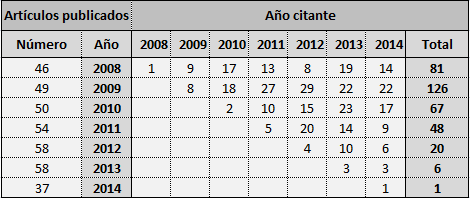 Artículos publicados Año citante
Número Año 2008 2009 2010 2011 2012 2013 2014 Total
46 2008 1 9 17 13 8 19 14 81
49 2009 8 18 27 29 22 22 126
50 2010 2 10 15 23 17 67
54 2011 5 20 14 9 48
58 2012 4 10 6 20
58 2013 3 3 6
37 2014 1 1